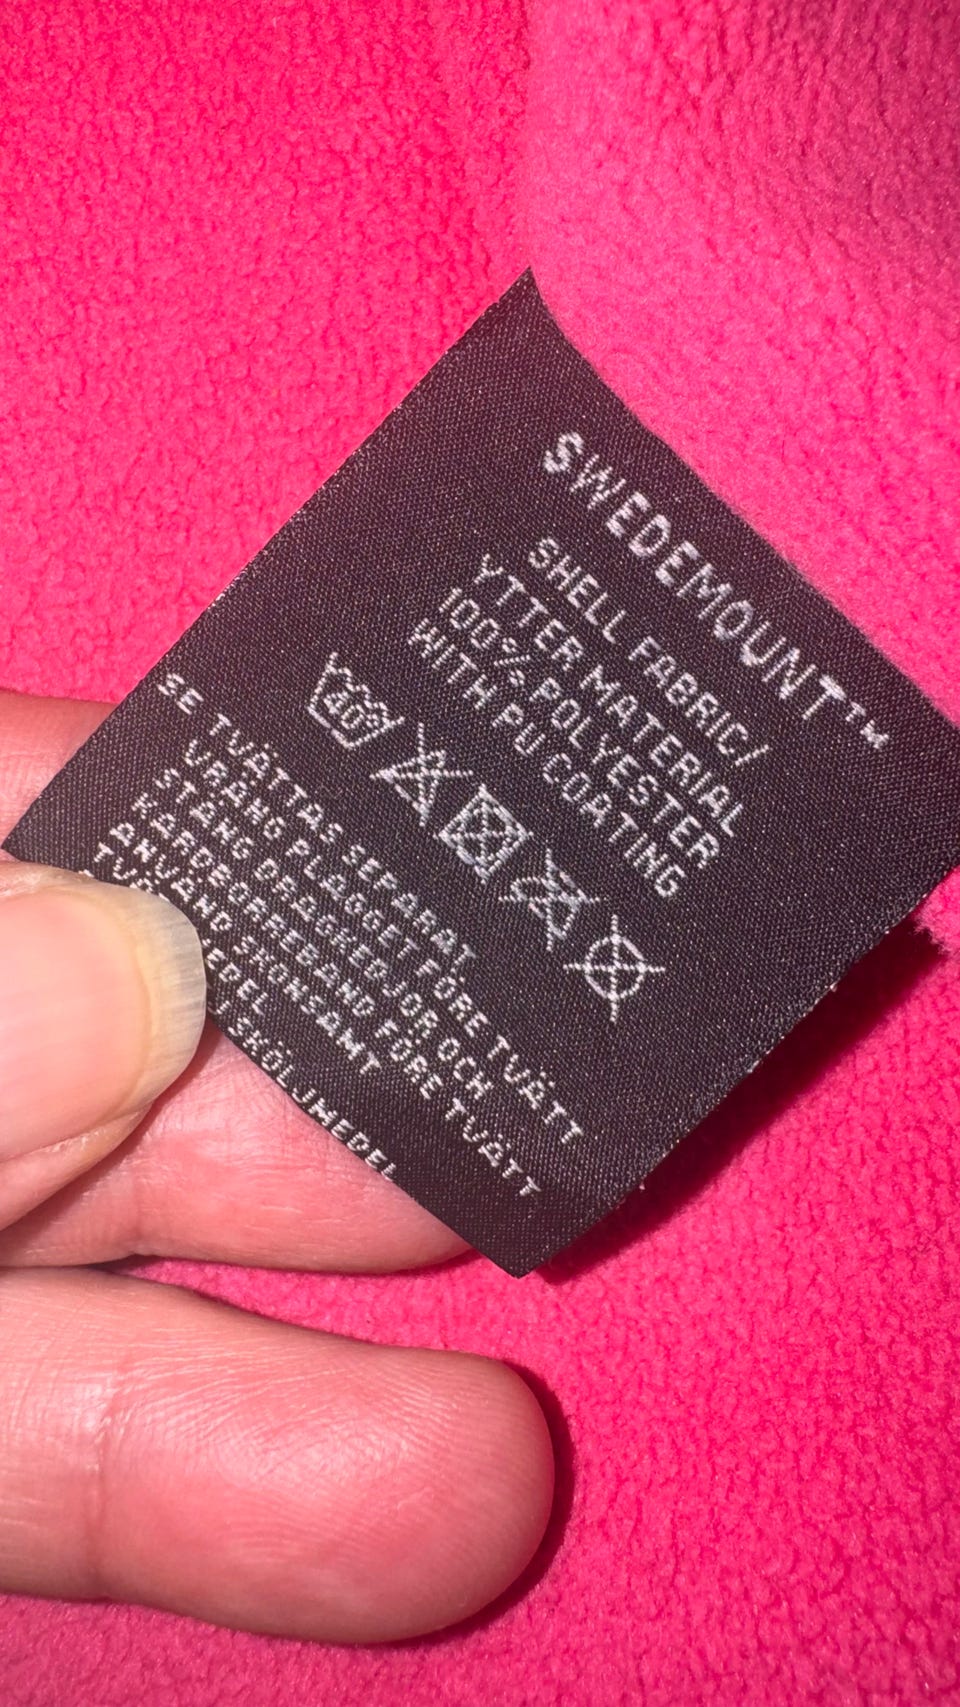 SWEDEMOUNT™
SHELL FABRIC/
YTTER MATERIAL
100% POLYESTER
WITH PU COATING
40°
SE TVÄTTAS SEPARAT.
VRÄNG PLAGGET FÖRE TVÄTT
STÄNG DRAGKEDJOR OCH
KARDBORREBAND FÖRE TVÄTT
ANVÄND SKONSAMT
SKÖLJMEDEL